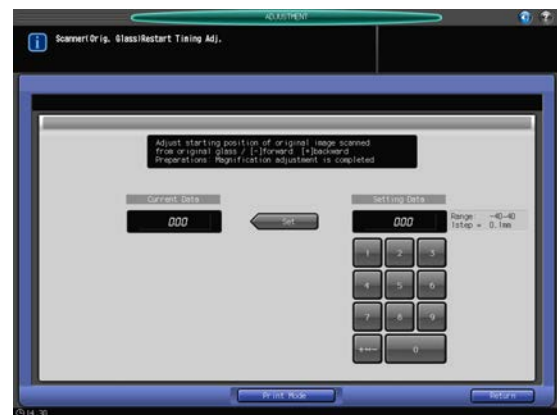 ADJUSTMENT
Scanner(Orig. Glass)Restart Timing Adj.
Adjust starting position of original image scanned
from original glass / [-]forward [+]backward
Preparations: Magnification adjustment is completed
Current Data
Setting Data
000
Set
000
Range -40-40
1step = 0.1mm
1 2 3
4 5 6
7 8 9
+←→- 0
Print Mode
Return
14:30